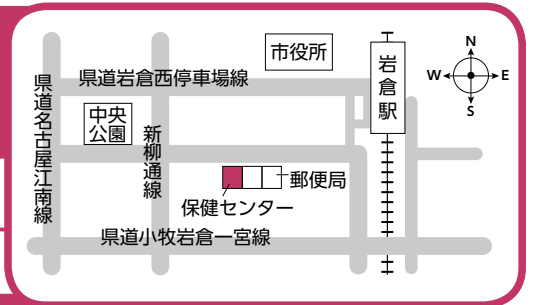 市役所
岩倉駅
N
W
E
S
県道岩倉西停車場線
県道名古屋江南線
中央
公園
新柳通線
郵便局
保健センター
県道小牧岩倉一宮線